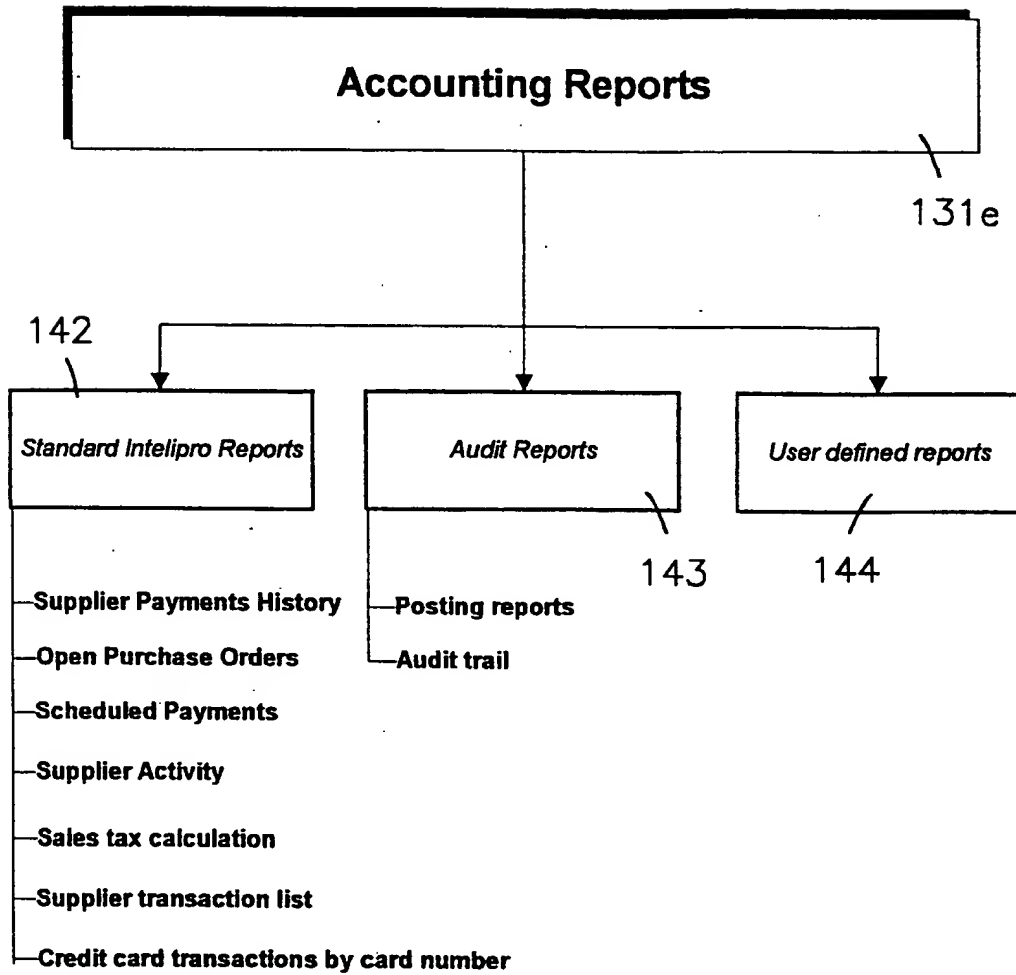 Accounting Reports
131e
142
Standard Intelipro Reports
Audit Reports
User defined reports
143
144
Supplier Payments History
Open Purchase Orders
Scheduled Payments
Supplier Activity
Sales tax calculation
Supplier transaction list
Credit card transactions by card number
Posting reports
Audit trail